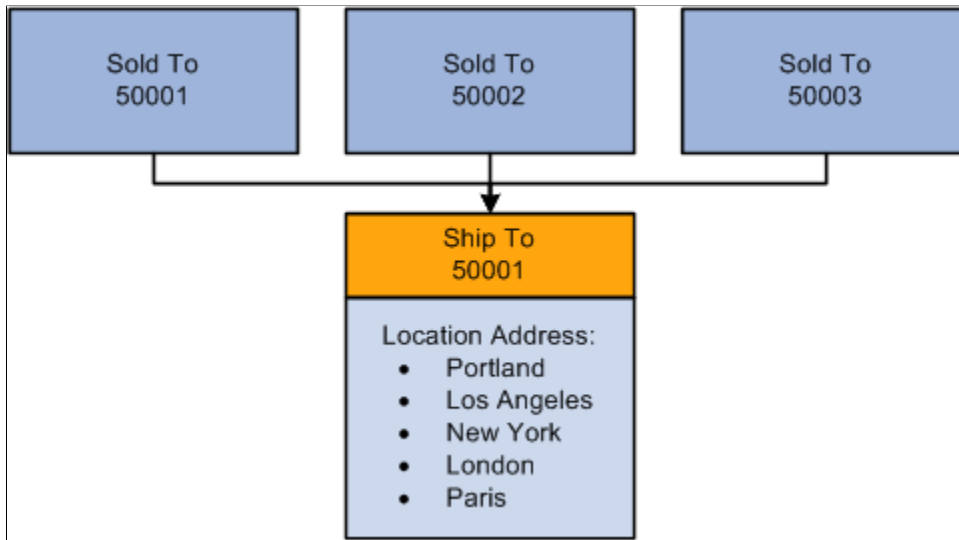 Sold To
50001
Sold To
50002
Sold To
50003
Ship To
50001
Location Address:
• Portland
• Los Angeles
• New York
• London
• Paris